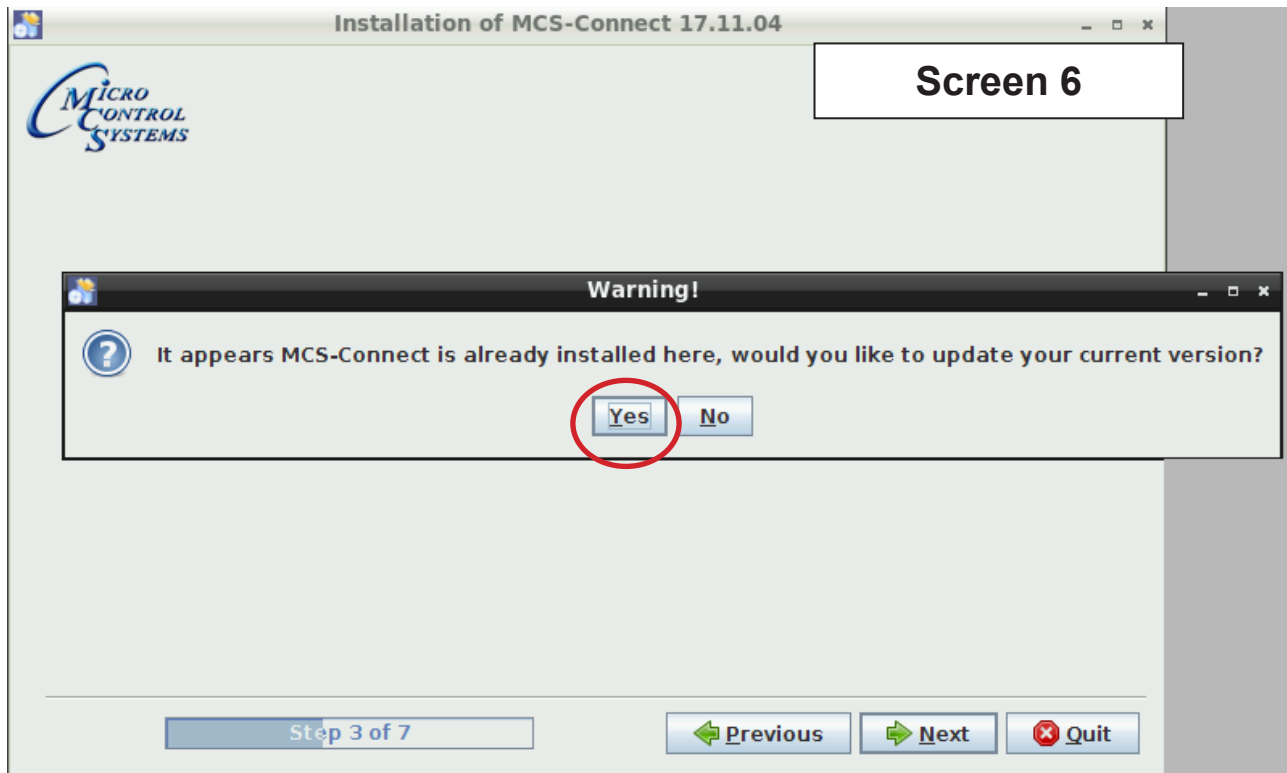 Installation of MCS-Connect 17.11.04
Screen 6
MICRO
CONTROL
SYSTEMS
Warning!
It appears MCS-Connect is already installed here, would you like to update your current version?
Yes No
Step 3 of 7 Previous Next Quit